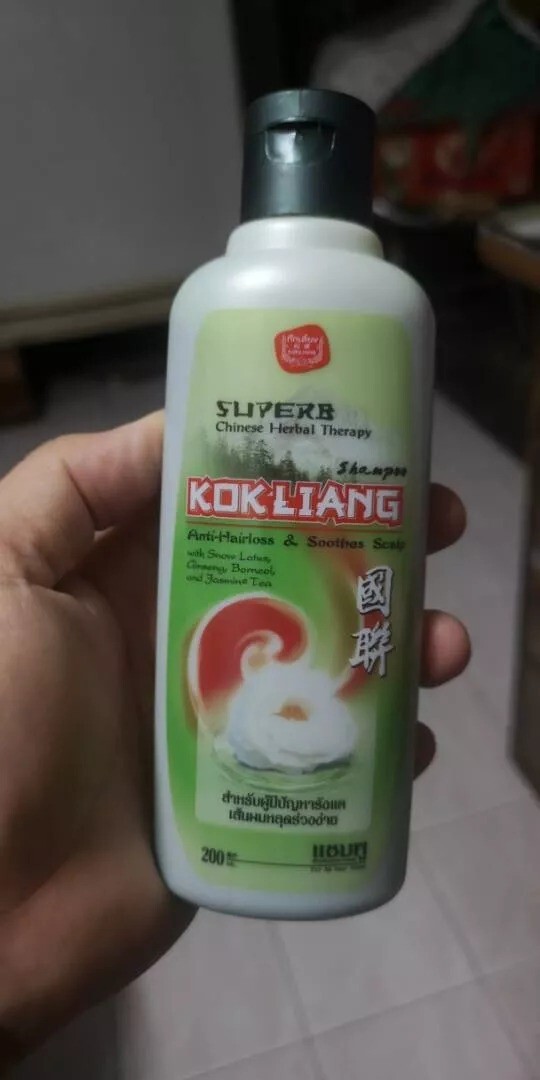 SUPERB
Chinese Herbal Therapy
Shampoo
KOKLIANG
Anti-Hairloss & Soothes Scalp
with Snow Lotus,
Ginseng, Borneol,
and Jasmine Tea
國
聯
สำหรับผู้มีปัญหารังแค
เส้นผมหลุดร่วงง่าย
200
แชมพู